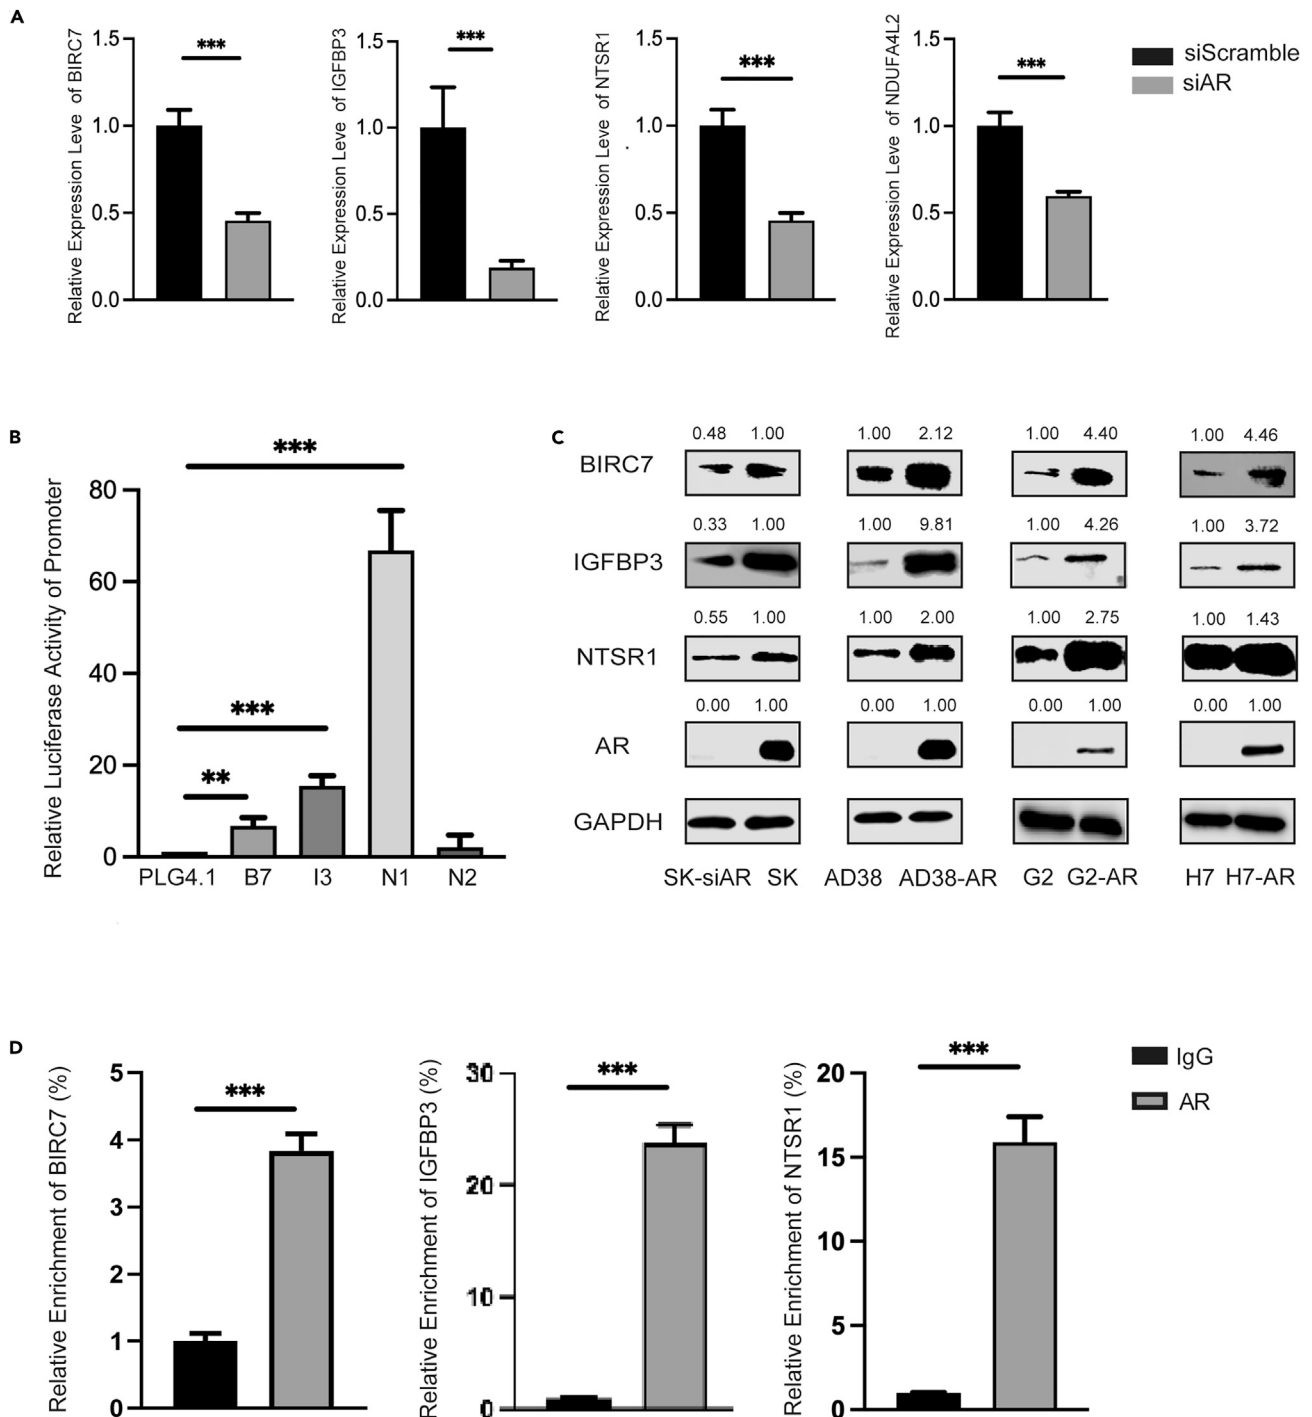 A
Relative Expression Leve of BIRC7
1.5
1.0
0.5
0.0
***
Relative Expression Leve of IGFBP3
1.5
1.0
0.5
0.0
***
Relative Expression Leve of NTSR1
1.5
1.0
0.5
0.0
***
Relative Expression Leve of NDUFA4L2
1.5
1.0
0.5
0.0
***
siScramble
siAR
B
Relative Luciferase Activity of Promoter
80
60
40
20
0
***
***
**
PLG4.1 B7 I3 N1 N2
C
0.48 1.00 1.00 2.12 1.00 4.40 1.00 4.46
BIRC7
0.33 1.00 1.00 9.81 1.00 4.26 1.00 3.72
IGFBP3
0.55 1.00 1.00 2.00 1.00 2.75 1.00 1.43
NTSR1
0.00 1.00 0.00 1.00 0.00 1.00 0.00 1.00
AR
GAPDH
SK-siAR SK AD38 AD38-AR G2 G2-AR H7 H7-AR
D
Relative Enrichment of BIRC7 (%)
5
4
3
2
1
0
***
Relative Enrichment of IGFBP3 (%)
30
20
10
0
***
Relative Enrichment of NTSR1 (%)
20
15
10
5
0
***
IgG
AR